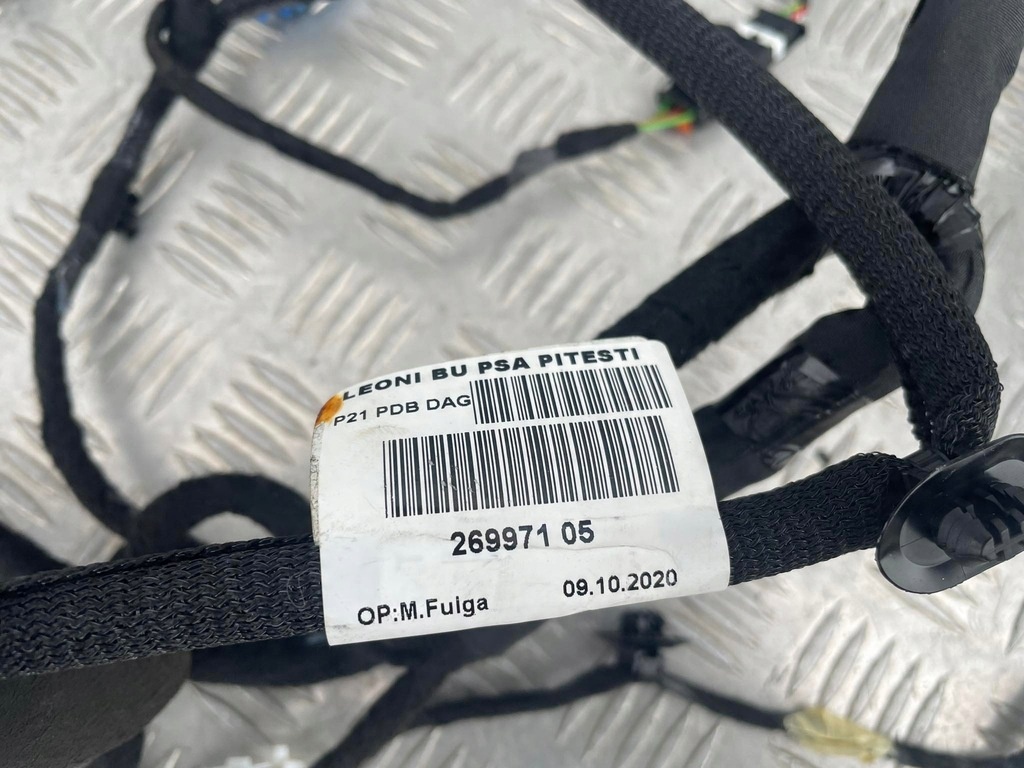 LEONI BU PSA PITESTI
P21 PDB DAG
269971 05
09.10.2020
OP:M.Fuiga